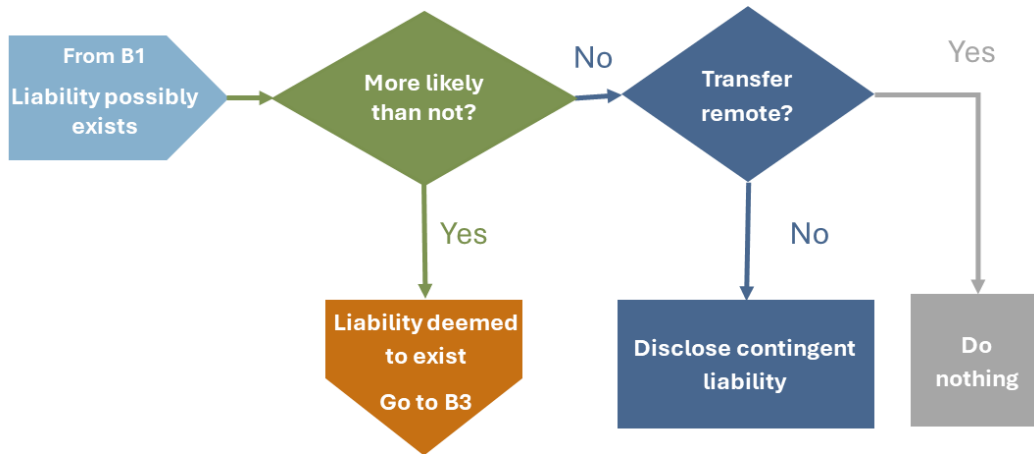 From B1
Liability possibly
exists
More likely
than not?
No
Transfer
remote?
Yes
Yes
No
Liability deemed
to exist
Go to B3
Disclose contingent
liability
Do
nothing